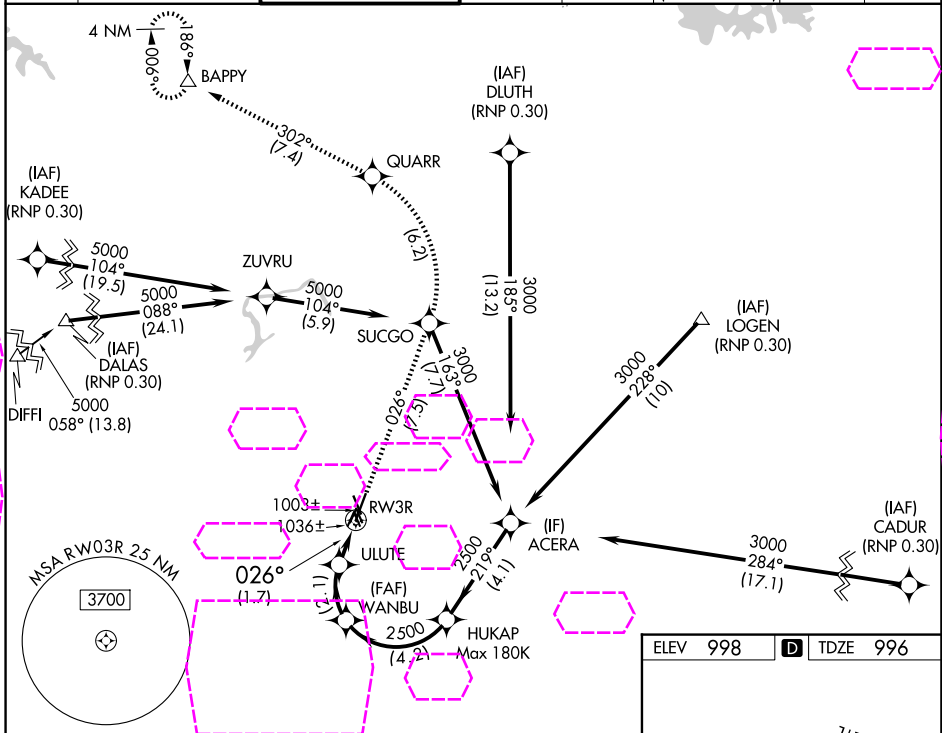 4 NM
186°
006°
BAPPY
302°
(7.4)
QUARR
(6.2)
(IAF)
DLUTH
(RNP 0.30)
3000
185°
(13.2)
(IAF)
KADEE
(RNP 0.30)
5000
104°
(19.5)
ZUVRU
5000
104°
(5.9)
SUCGO
5000
088°
(24.1)
(IAF)
DALAS
(RNP 0.30)
DIFFI
5000
058° (13.8)
(IAF)
LOGEN
(RNP 0.30)
3000
228°
(10)
3000
163°
(7.7)
026°
(7.5)
1003±
1036±
RW3R
ULUTE
026°
(1.7)
(FAF)
WANBU
2500
(4.2)
HUKAP
Max 180K
2500
219°
(4.1)
(IF)
ACERA
(IAF)
CADUR
(RNP 0.30)
3000
284°
(17.1)
MSA RW03R 25 NM
3700
ELEV 998 D TDZE 996